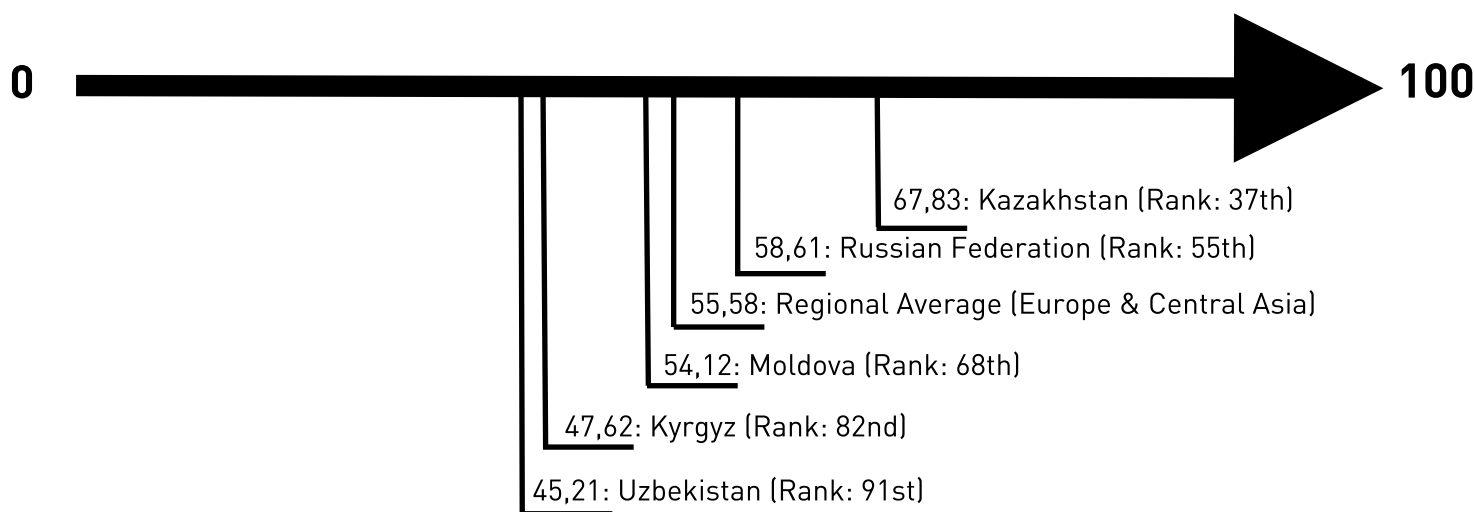 0
100
67,83: Kazakhstan (Rank: 37th)
58,61: Russian Federation (Rank: 55th)
55,58: Regional Average (Europe & Central Asia)
54,12: Moldova (Rank: 68th)
47,62: Kyrgyz (Rank: 82nd)
45,21: Uzbekistan (Rank: 91st)